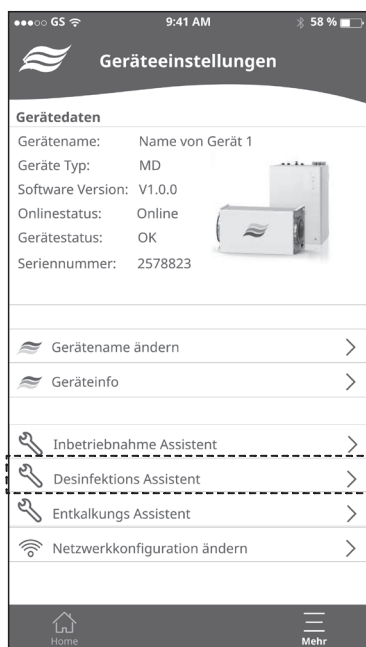 GS 9:41 AM 58 %
Geräteeinstellungen
Gerätedaten
Gerätename: Name von Gerät 1
Geräte Typ: MD
Software Version: V1.0.0
Onlinestatus: Online
Gerätestatus: OK
Seriennummer: 2578823
Gerätename ändern
Geräteinfo
Inbetriebnahme Assistent
Desinfektions Assistent
Entkalkungs Assistent
Netzwerkkonfiguration ändern
Home Mehr